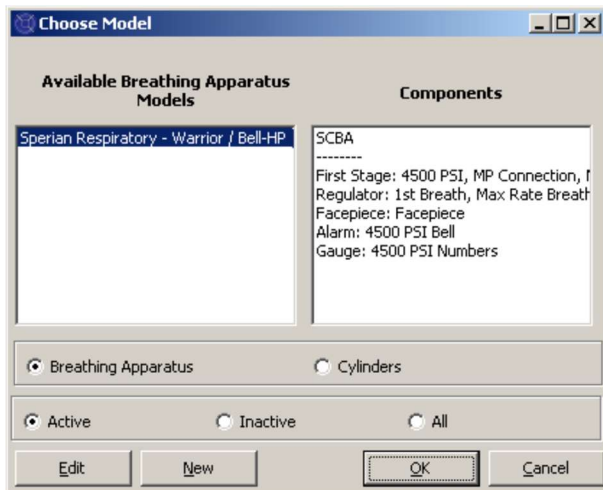 Choose Model
Available Breathing Apparatus
Models
Components
Sperian Respiratory - Warrior / Bell-HP
SCBA
--------
First Stage: 4500 PSI, MP Connection,
Regulator: 1st Breath, Max Rate Breath
Facepiece: Facepiece
Alarm: 4500 PSI Bell
Gauge: 4500 PSI Numbers
Breathing Apparatus
Cylinders
Active
Inactive
All
Edit
New
OK
Cancel